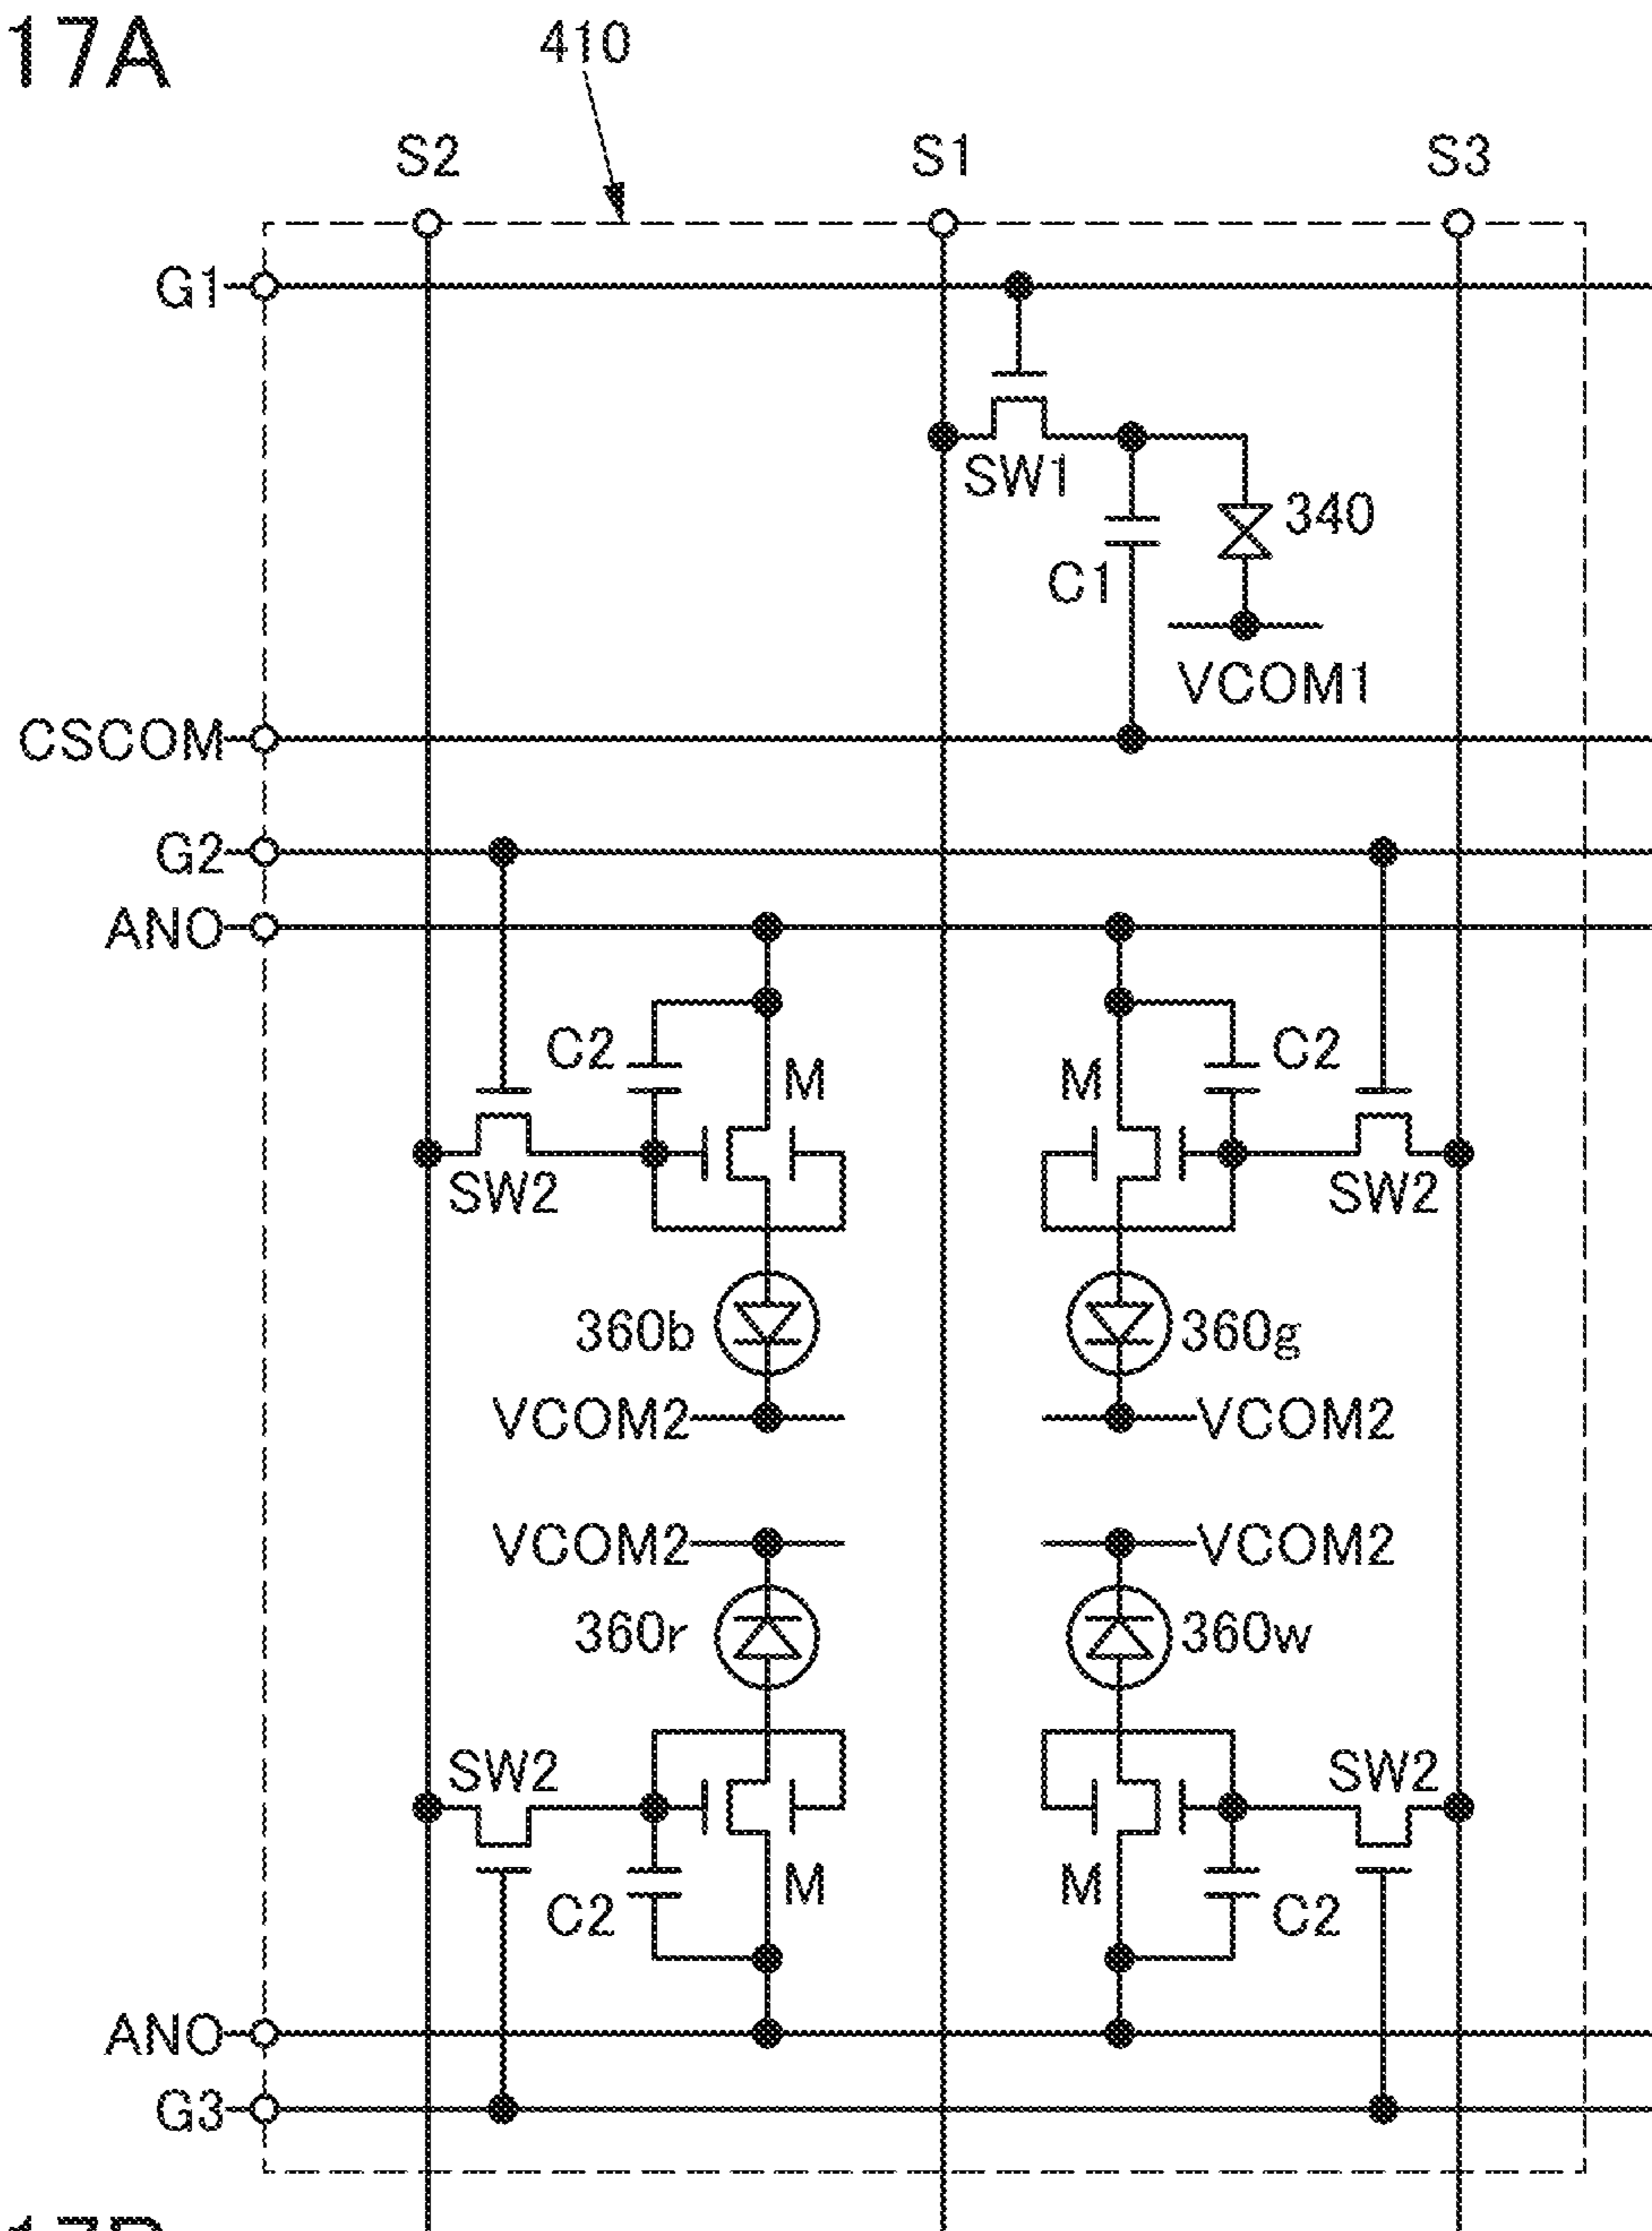 17A
410
S2 S1 S3
G1
SW1
340
C1
VCOM1
CSCOM
G2
ANO
C2 M M C2
SW2 SW2
360b 360g
VCOM2 VCOM2
VCOM2 VCOM2
360r 360w
SW2 SW2
C2 M M C2
ANO
G3